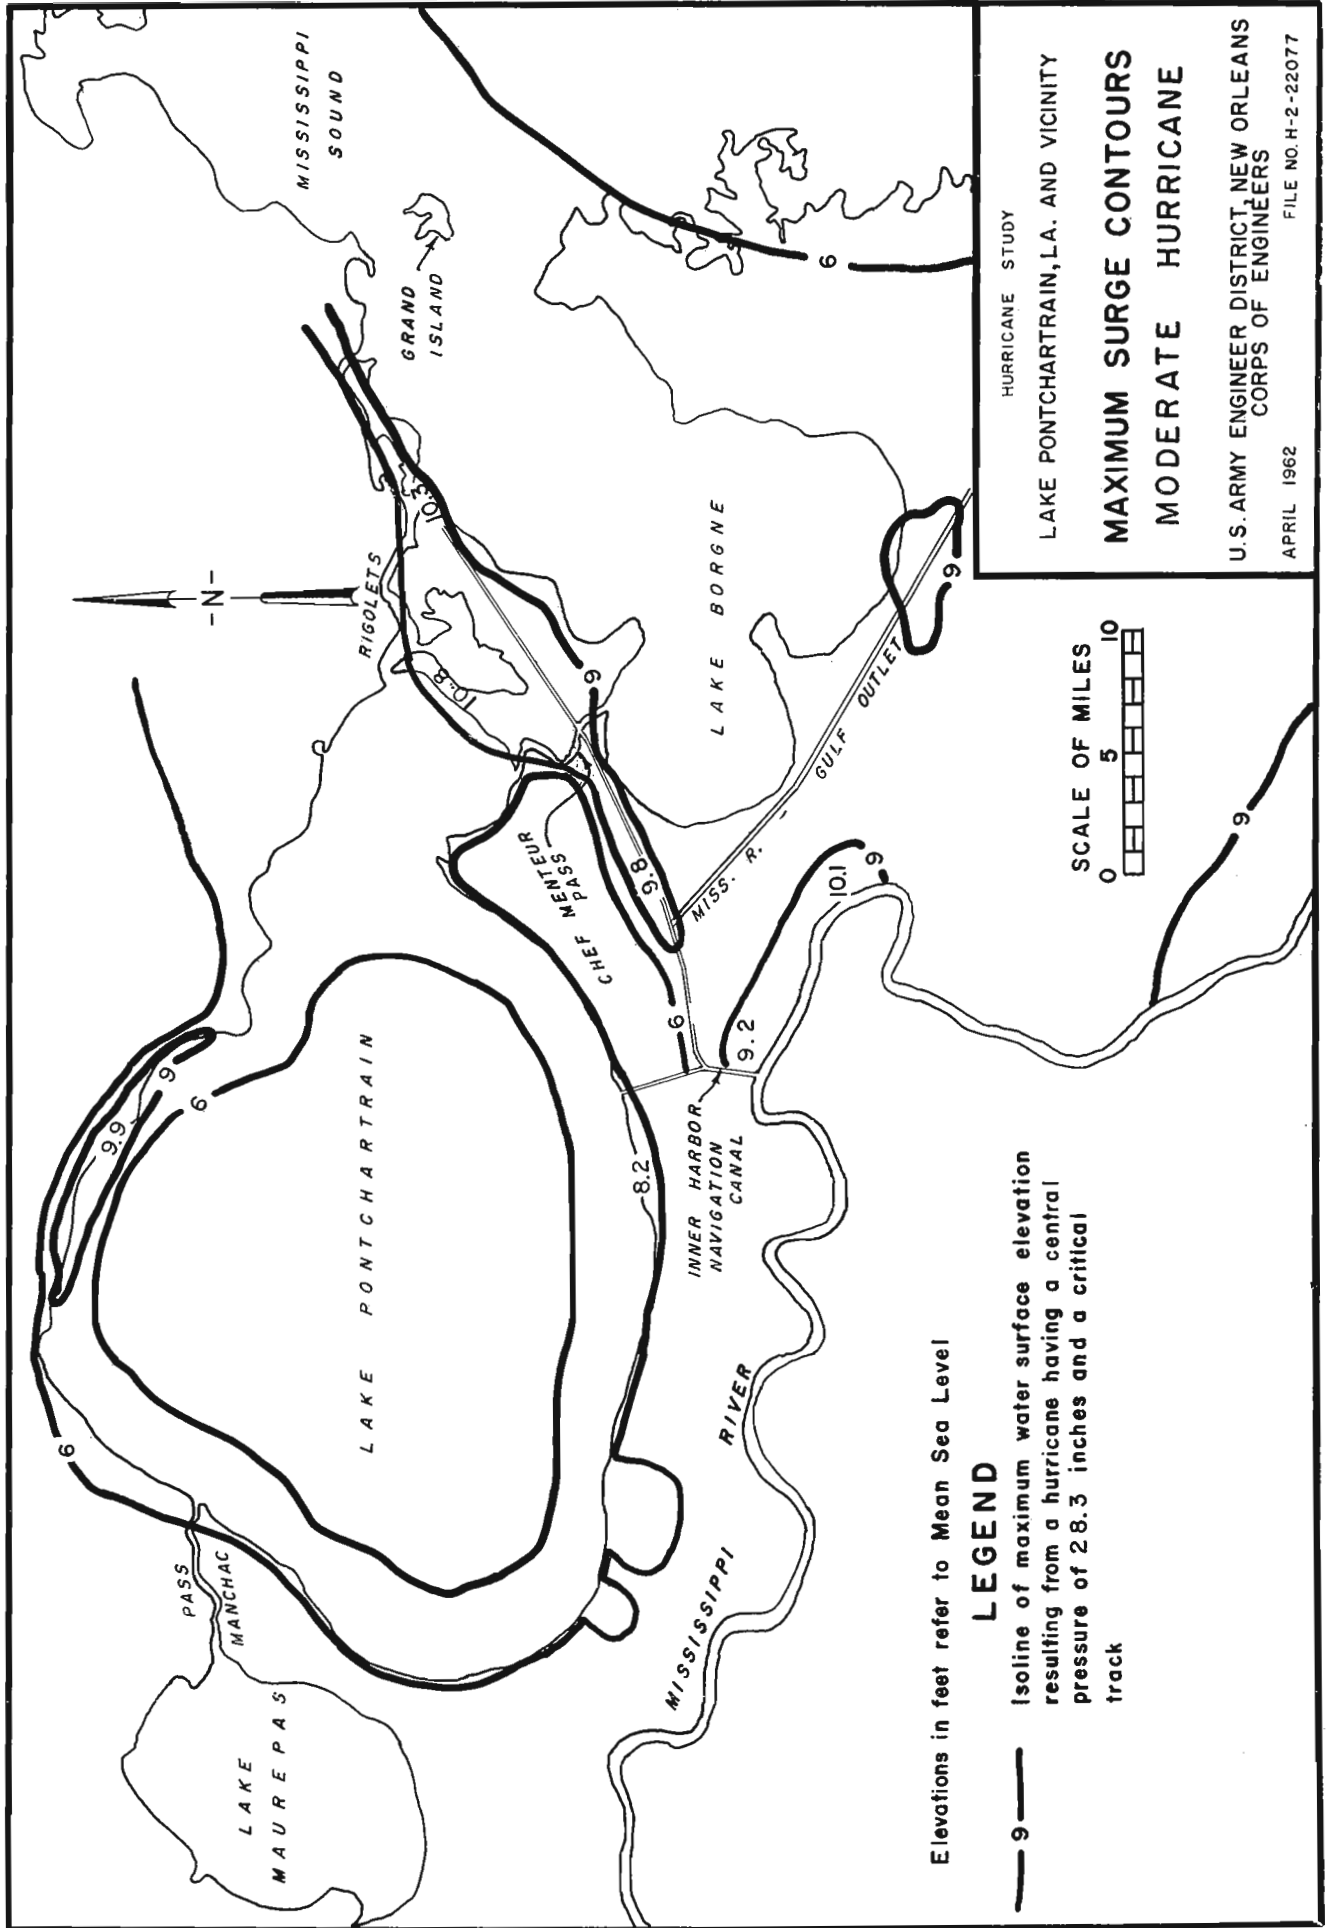 MISSISSIPPI
SOUND
GRAND
ISLAND
RIGOLETS
-N-
10.3
10.8
LAKE BORGNE
CHEF MENTEUR
PASS
9.8
MISS. R.
GULF OUTLET
LAKE PONTCHARTRAIN
9.9
9
6
6
8.2
6
9
6
9
9
9
9.2
10.1
INNER HARBOR
NAVIGATION
CANAL
PASS
MANCHAC
LAKE
MAUREPAS
MISSISSIPPI
RIVER
Elevations in feet refer to Mean Sea Level
LEGEND
9
Isoline of maximum water surface elevation
resulting from a hurricane having a central
pressure of 28.3 inches and a critical
track
SCALE OF MILES
0 5 10
HURRICANE STUDY
LAKE PONTCHARTRAIN, LA. AND VICINITY
MAXIMUM SURGE CONTOURS
MODERATE HURRICANE
U.S. ARMY ENGINEER DISTRICT, NEW ORLEANS
CORPS OF ENGINEERS
APRIL 1962 FILE NO. H-2-22077